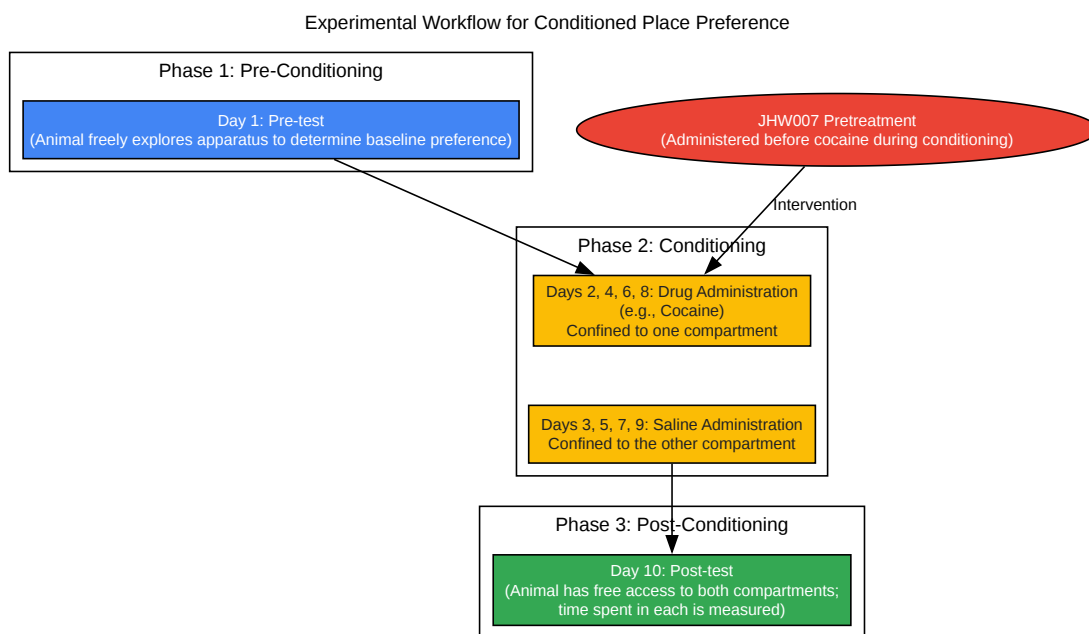 Experimental Workflow for Conditioned Place Preference
Phase 1: Pre-Conditioning
Day 1: Pre-test
(Animal freely explores apparatus to determine baseline preference)
JHW007 Pretreatment
(Administered before cocaine during conditioning)
Intervention
Phase 2: Conditioning
Days 2, 4, 6, 8: Drug Administration
(e.g., Cocaine)
Confined to one compartment
Days 3, 5, 7, 9: Saline Administration
Confined to the other compartment
Phase 3: Post-Conditioning
Day 10: Post-test
(Animal has free access to both compartments;
time spent in each is measured)